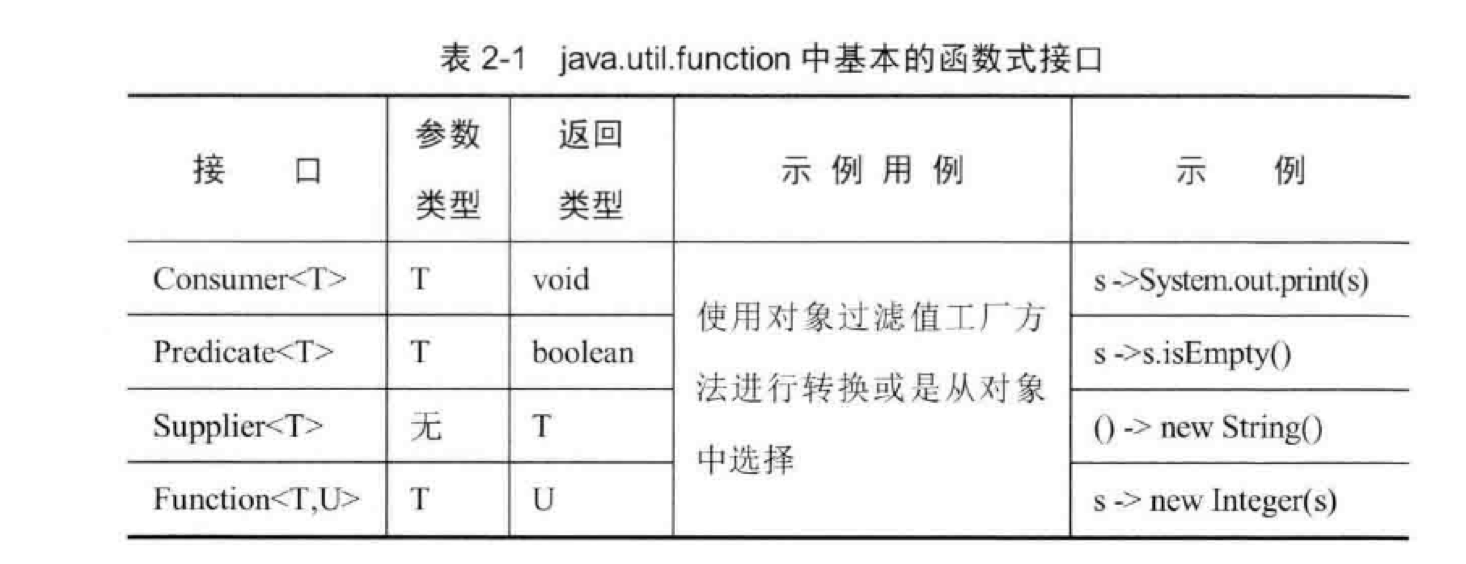 表 2-1 java.util.function 中基本的函数式接口
接 口
参数
类型
返回
类型
示 例 用 例
示 例
Consumer<T>
T
void
使用对象过滤值工厂方
法进行转换或是从对象
中选择
s ->System.out.print(s)
Predicate<T>
T
boolean
s ->s.isEmpty()
Supplier<T>
无
T
() -> new String()
Function<T,U>
T
U
s -> new Integer(s)